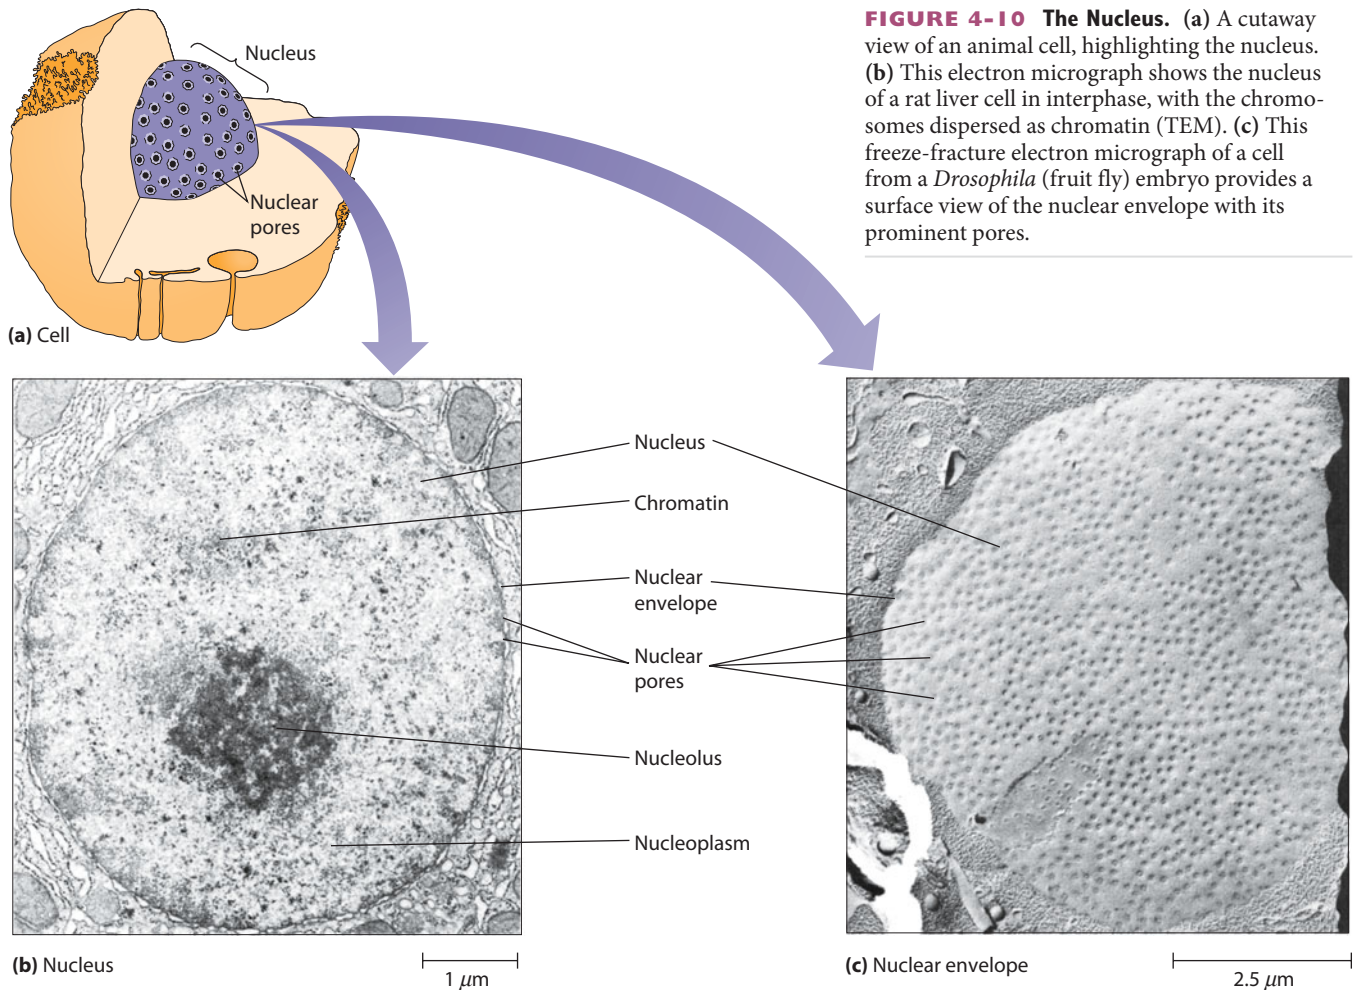 FIGURE 4-10 The Nucleus. (a) A cutaway
view of an animal cell, highlighting the nucleus.
(b) This electron micrograph shows the nucleus
of a rat liver cell in interphase, with the chromo-
somes dispersed as chromatin (TEM). (c) This
freeze-fracture electron micrograph of a cell
from a Drosophila (fruit fly) embryo provides a
surface view of the nuclear envelope with its
prominent pores.
Nucleus
Nuclear
pores
(a) Cell
Nucleus
Chromatin
Nuclear
envelope
Nuclear
pores
Nucleolus
Nucleoplasm
(b) Nucleus
1 μm
(c) Nuclear envelope
2.5 μm